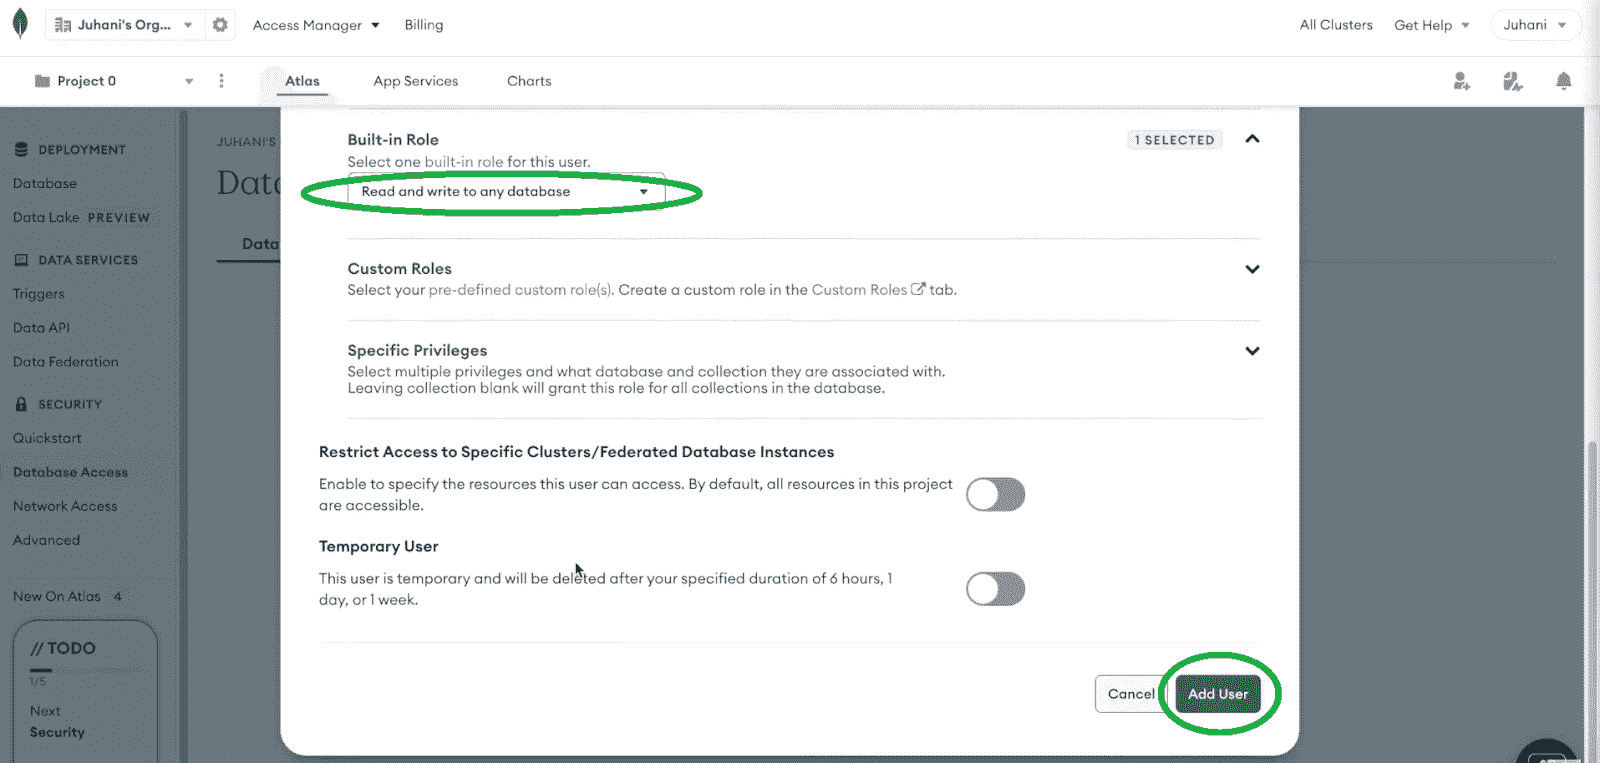 Juhani's Org...
Access Manager
Billing
All Clusters
Get Help
Juhani
Project 0
Atlas
App Services
Charts
DEPLOYMENT
Database
Data Lake PREVIEW
DATA SERVICES
Triggers
Data API
Data Federation
SECURITY
Quickstart
Database Access
Network Access
Advanced
New On Atlas 4
// TODO
1/5
Next
Security
JUHANI'S
Data
Built-in Role
1 SELECTED
Select one built-in role for this user.
Read and write to any database
Custom Roles
Select your pre-defined custom role(s). Create a custom role in the Custom Roles tab.
Specific Privileges
Select multiple privileges and what database and collection they are associated with.
Leaving collection blank will grant this role for all collections in the database.
Restrict Access to Specific Clusters/Federated Database Instances
Enable to specify the resources this user can access. By default, all resources in this project
are accessible.
Temporary User
This user is temporary and will be deleted after your specified duration of 6 hours, 1
day, or 1 week.
Cancel
Add User